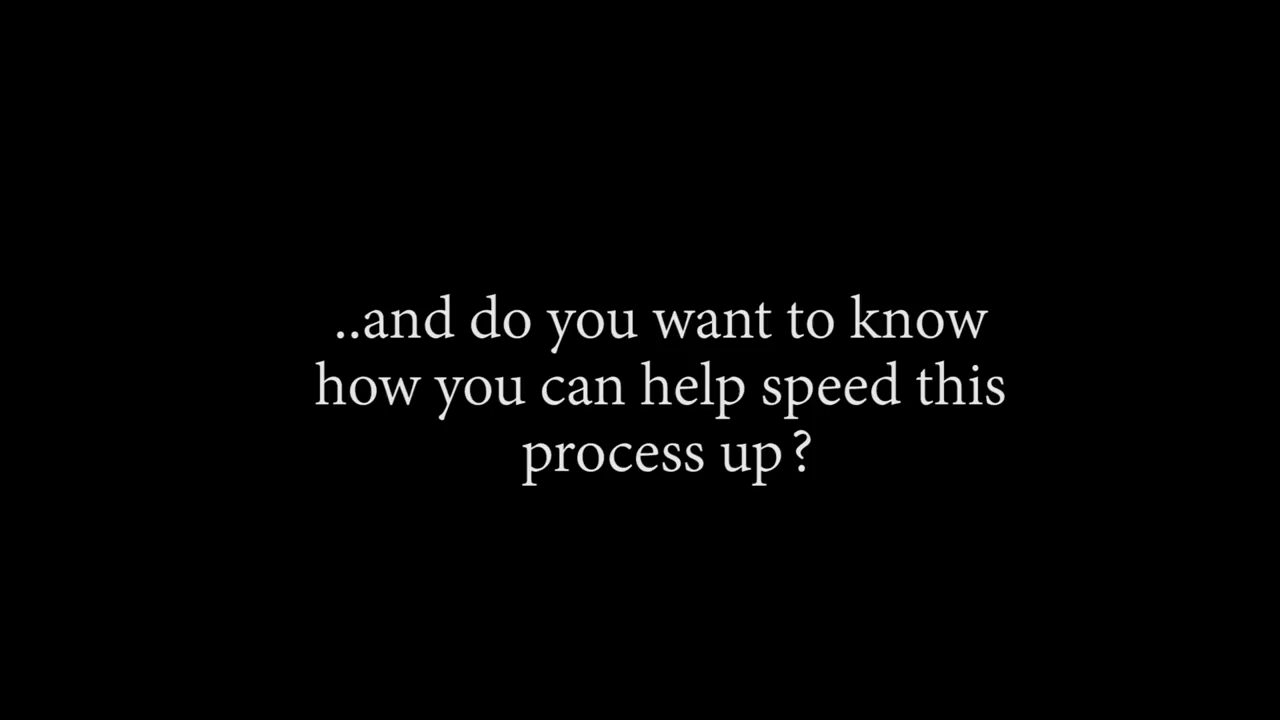 ..and do you want to know
how you can help speed this
process up?